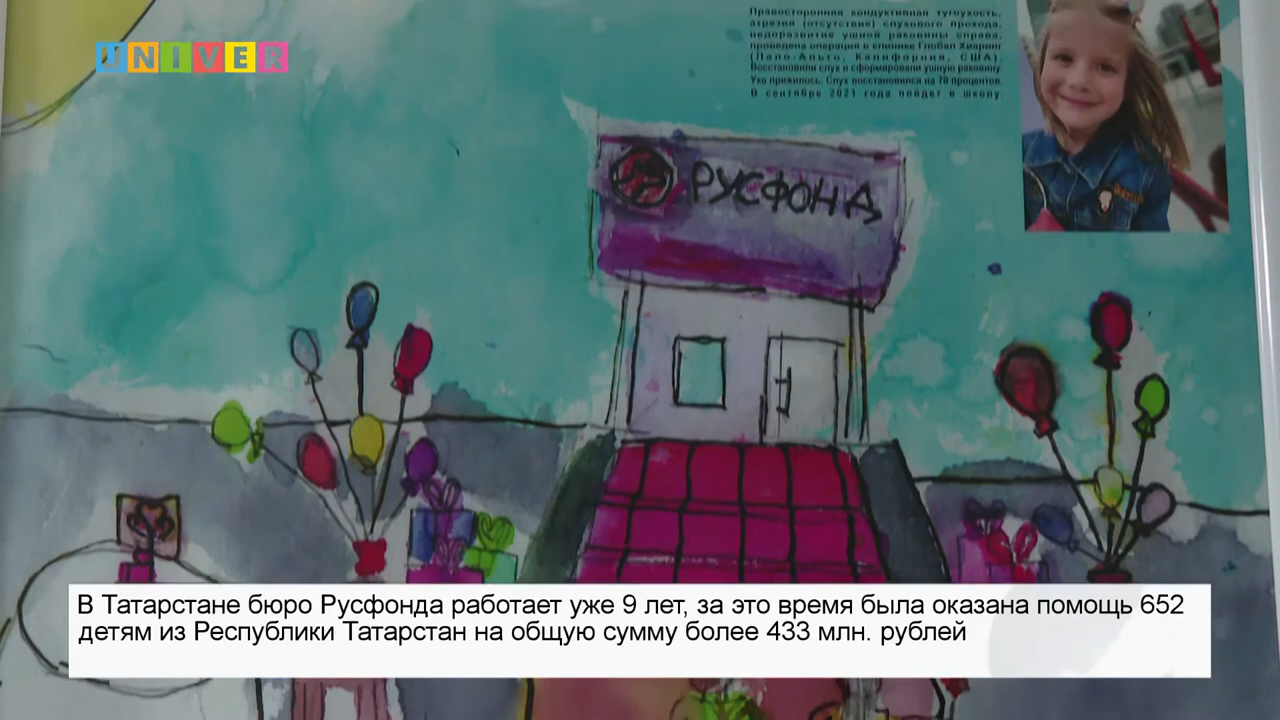 UNIVER
Правосторонняя кондуктивная тугоухость,
атрезия (отсутствие) слухового прохода,
недоразвитие ушной раковины справа,
проведена операция в клинике Глобал Хиаринг
(Пало-Альто, Калифорния, США).
Восстановили слух и сформировали ушную раковину.
Ухо прижилось. Слух восстановился на 70 процентов.
В сентябре 2021 года пойдет в школу.
РУСФОНД
В Татарстане бюро Русфонда работает уже 9 лет, за это время была оказана помощь 652
детям из Республики Татарстан на общую сумму более 433 млн. рублей